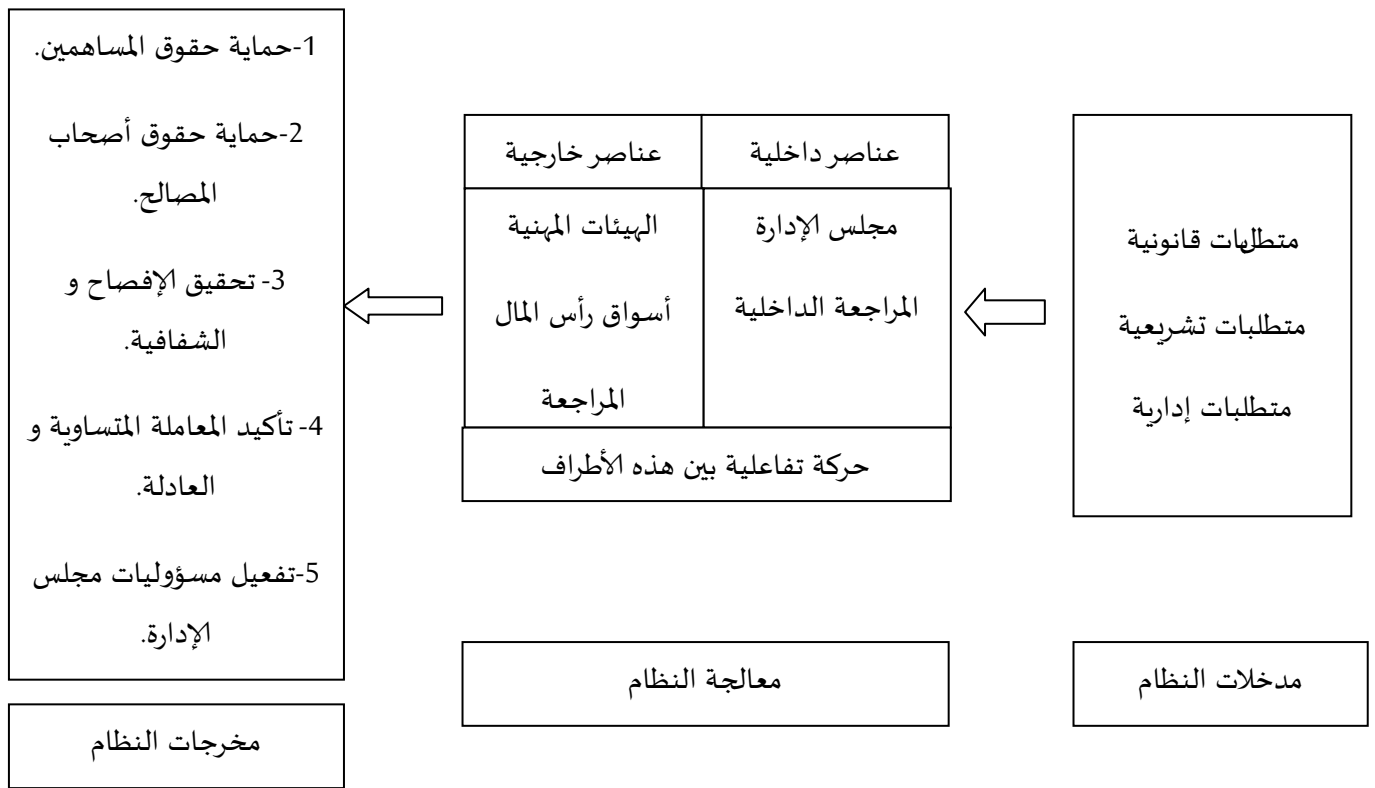 متطلبات قانونية
متطلبات تشريعية
متطلبات إدارية
مدخلات النظام
عناصر داخلية
مجلس الإدارة
المراجعة الداخلية
عناصر خارجية
الهيئات المهنية
أسواق رأس المال
المراجعة
حركة تفاعلية بين هذه الأطراف
معالجة النظام
1-حماية حقوق المساهمين.
2-حماية حقوق أصحاب
المصالح.
3- تحقيق الإفصاح و
الشفافية.
4- تأكيد المعاملة المتساوية و
العادلة.
5-تفعيل مسؤوليات مجلس
الإدارة.
مخرجات النظام